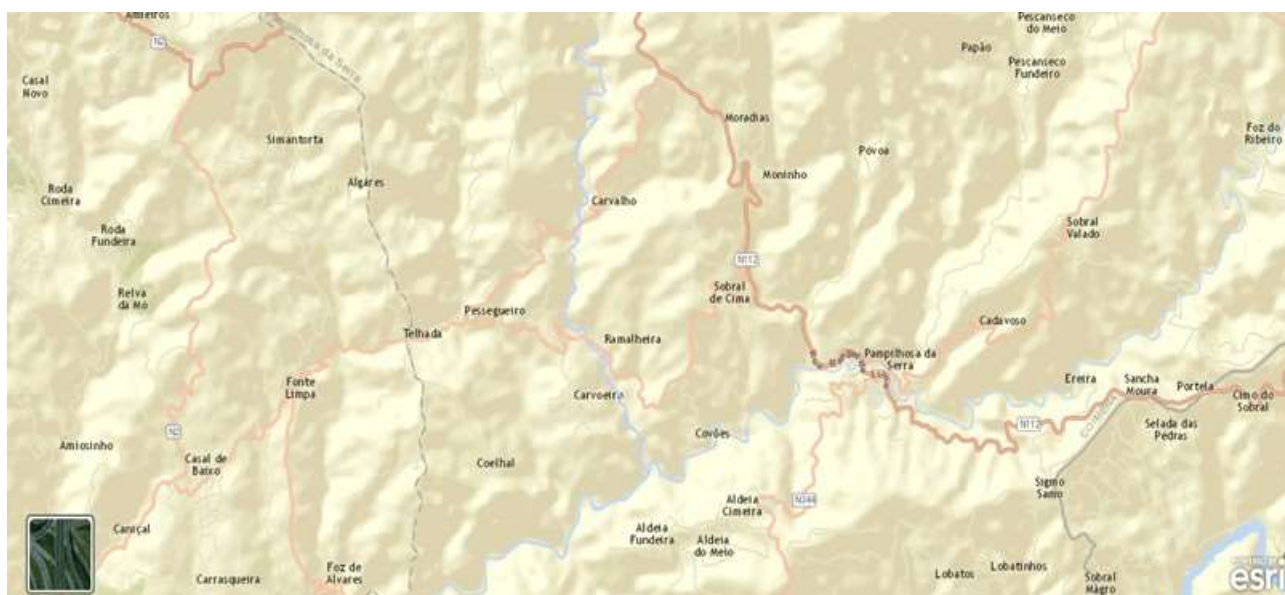 Amieiros
N2
Casal
Novo
Simantorta
Algáres
Roda
Cimeira
Roda
Fundeira
Relva
da Mó
Telhada
Pessegueiro
Fonte
Limpa
N2
Amiosinho
Casal de
Baixo
Caniçal
Carrasqueira
Foz de
Alvares
Coelhal
Carvoeira
Ramalheira
Carvalho
Moradias
Moninho
Póvoa
Papão
Pescanseco
do Meio
Pescanseco
Fundeiro
Foz do
Ribeiro
Sobral
Valado
N112
Sobral
de Cima
Cadavoso
Pampilhosa da
Serra
Ereira
Sancha
Moura
Portela
Cimo do
Sobral
N112
Selada das
Pedras
Covões
Sigmo
Samo
N344
Aldeia
Cimeira
Aldeia
Fundeira
Aldeia
do Meio
Lobatos
Lobatinhos
Sobral
Magro
esri